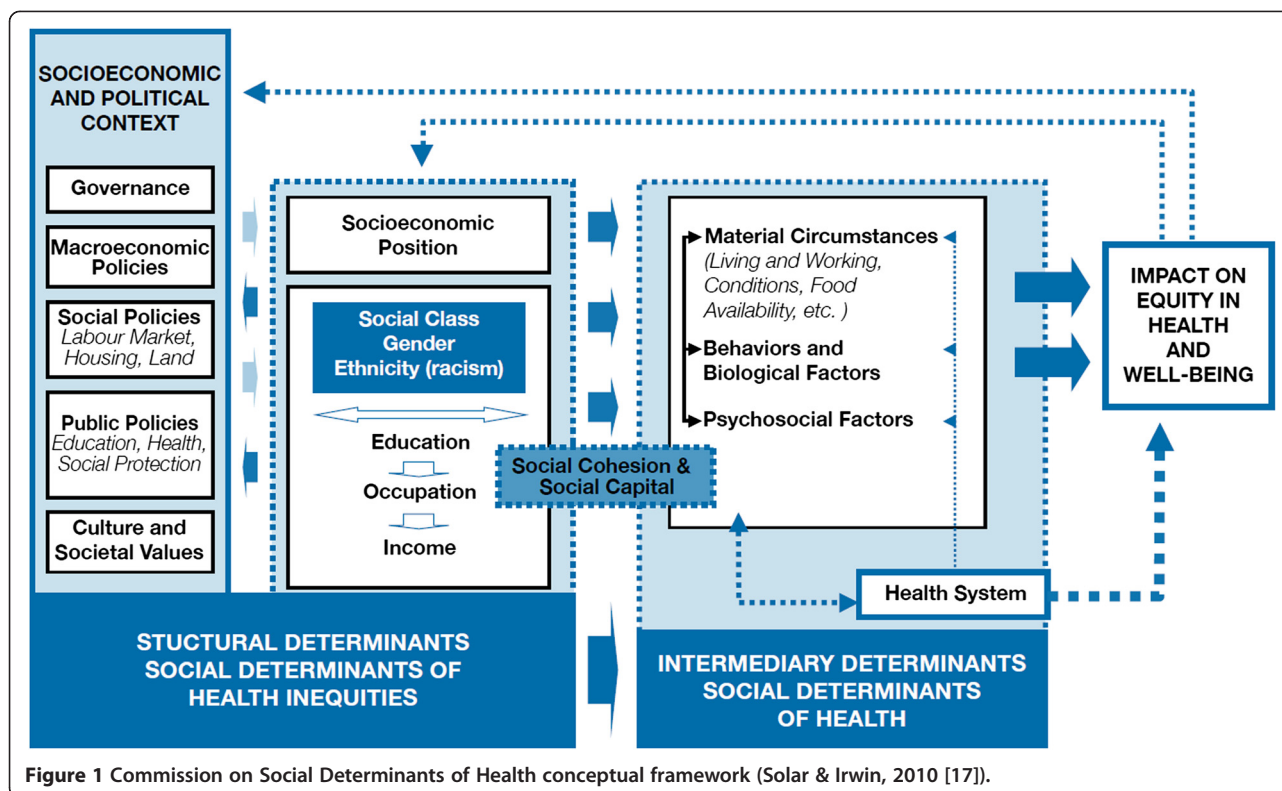 SOCIOECONOMIC
AND POLITICAL
CONTEXT
Governance
Macroeconomic
Policies
Social Policies
Labour Market,
Housing, Land
Public Policies
Education, Health,
Social Protection
Culture and
Societal Values
Socioeconomic
Position
Social Class
Gender
Ethnicity (racism)
Education
Occupation
Income
Social Cohesion &
Social Capital
Material Circumstances
(Living and Working,
Conditions, Food
Availability, etc. )
Behaviors and
Biological Factors
Psychosocial Factors
Health System
IMPACT ON
EQUITY IN
HEALTH
AND
WELL-BEING
STUCTURAL DETERMINANTS
SOCIAL DETERMINANTS OF
HEALTH INEQUITIES
INTERMEDIARY DETERMINANTS
SOCIAL DETERMINANTS
OF HEALTH
Figure 1 Commission on Social Determinants of Health conceptual framework (Solar & Irwin, 2010 [17]).